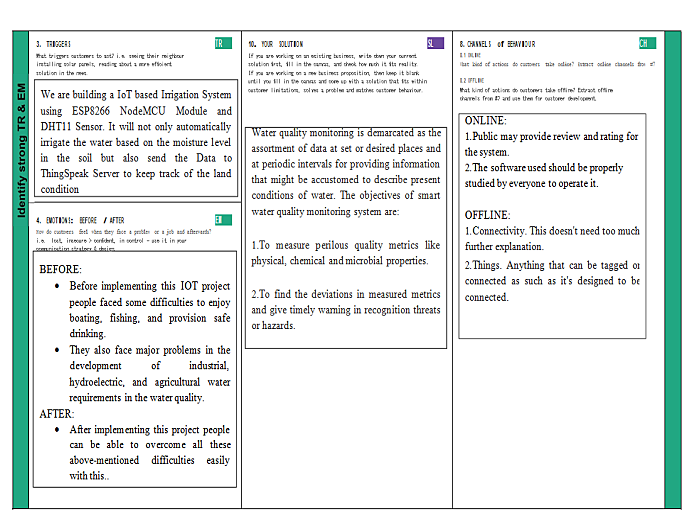 Identify strong TR & EM
3. TRIGGERS
TR
What triggers customers to act? i.e. seeing their neighbour
installing solar panels, reading about a more efficient
solution in the news.
We are building a IoT based Irrigation System
using ESP8266 NodeMCU Module and
DHT11 Sensor. It will not only automatically
irrigate the water based on the moisture level
in the soil but also send the Data to
ThingSpeak Server to keep track of the land
condition
4. EMOTIONS: BEFORE / AFTER
EM
How do customers feel when they face a problem or a job and afterwards?
i.e. lost, insecure > confident, in control - use it in your
communication strategy & design.
BEFORE:
• Before implementing this IOT project
people faced some difficulties to enjoy
boating, fishing, and provision safe
drinking.
• They also face major problems in the
development of industrial,
hydroelectric, and agricultural water
requirements in the water quality.
AFTER:
• After implementing this project people
can be able to overcome all these
above-mentioned difficulties easily
with this..
10. YOUR SOLUTION
SL
If you are working on an existing business, write down your current
solution first, fill in the canvas, and check how much it fits reality.
If you are working on a new business proposition, then keep it blank
until you fill in the canvas and come up with a solution that fits within
customer limitations, solves a problem and matches customer behaviour.
Water quality monitoring is demarcated as the
assortment of data at set or desired places and
at periodic intervals for providing information
that might be accustomed to describe present
conditions of water. The objectives of smart
water quality monitoring system are:
1.To measure perilous quality metrics like
physical, chemical and microbial properties.
2.To find the deviations in measured metrics
and give timely warning in recognition threats
or hazards.
8. CHANNELS of BEHAVIOUR
CH
8.1 ONLINE
What kind of actions do customers take online? Extract online channels from #7
8.2 OFFLINE
What kind of actions do customers take offline? Extract offline
channels from #7 and use them for customer development.
ONLINE:
1.Public may provide review and rating for
the system.
2.The software used should be properly
studied by everyone to operate it.
OFFLINE:
1.Connectivity. This doesn't need too much
further explanation.
2.Things. Anything that can be tagged or
connected as such as it's designed to be
connected.